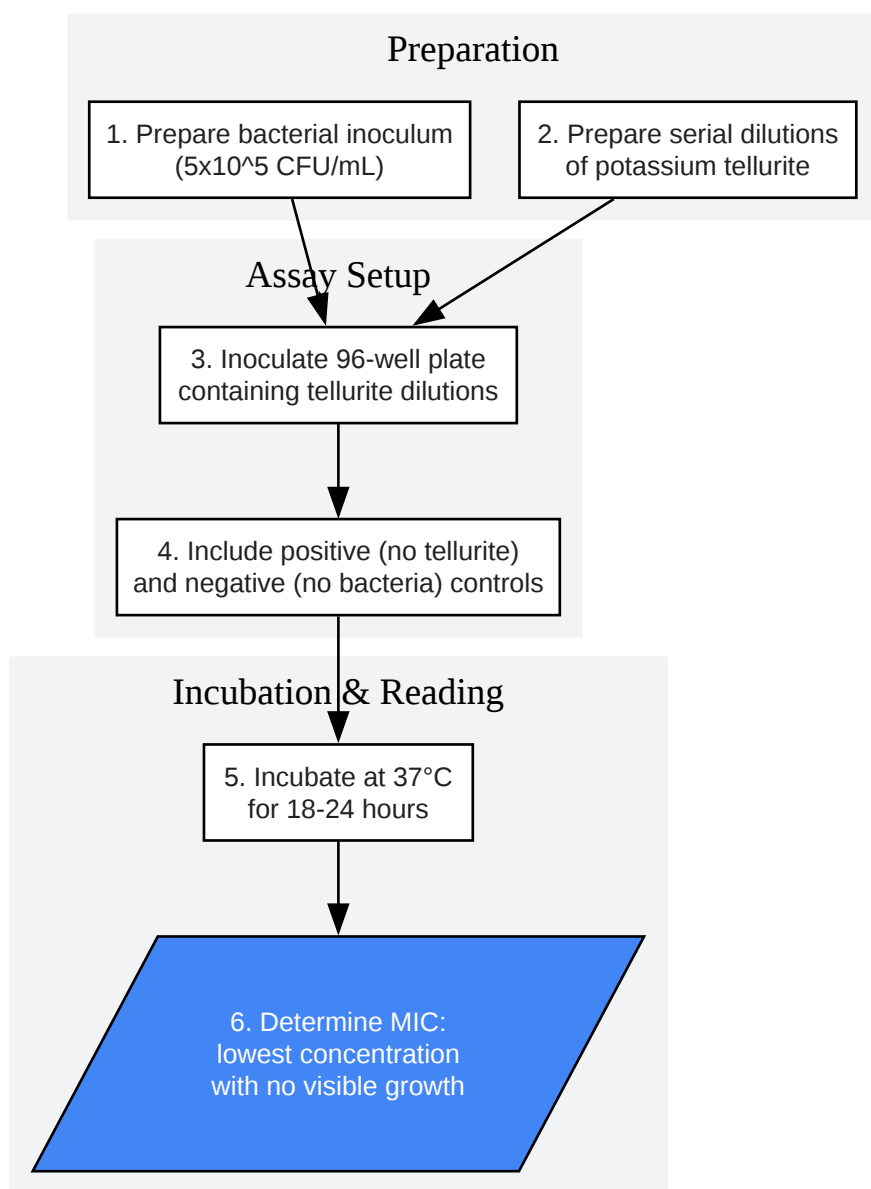 Preparation
1. Prepare bacterial inoculum
(5x10^5 CFU/mL)
2. Prepare serial dilutions
of potassium tellurite
Assay Setup
3. Inoculate 96-well plate
containing tellurite dilutions
4. Include positive (no tellurite)
and negative (no bacteria) controls
Incubation & Reading
5. Incubate at 37°C
for 18-24 hours
6. Determine MIC:
lowest concentration
with no visible growth